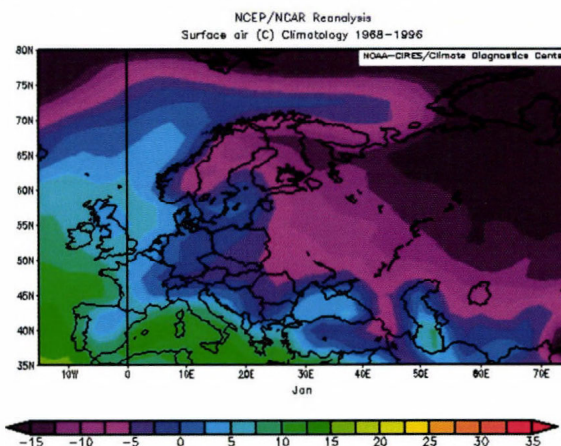 NCEP/NCAR Reanalysis
Surface air (C) Climatology 1968-1996
NOAA-CIRES/Climate Diagnostics Cente
80N
75N
70N
65N
60N
55N
50N
45N
40N
35N
10W 0 10E 20E 30E 40E 50E 60E 70E
Jan
-15 -10 -5 0 5 10 15 20 25 30 35